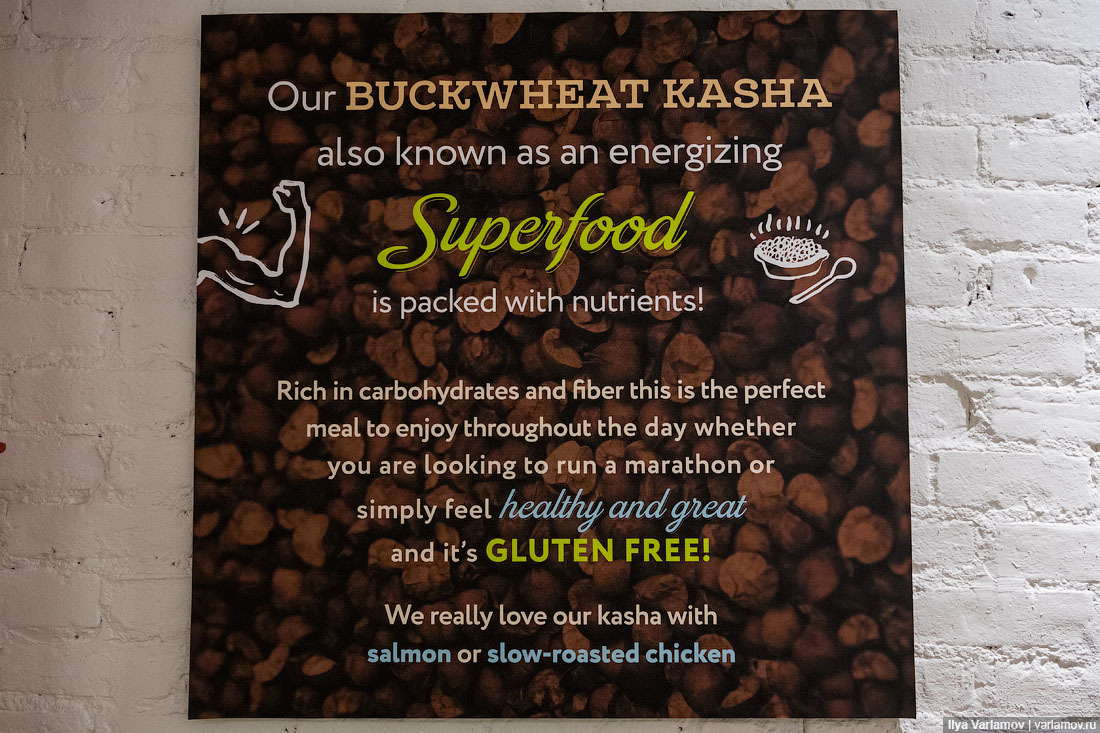 Our BUCKWHEAT KASHA
also known as an energizing
Superfood
is packed with nutrients!
Rich in carbohydrates and fiber this is the perfect
meal to enjoy throughout the day whether
you are looking to run a marathon or
simply feel healthy and great
and it's GLUTEN FREE!
We really love our kasha with
salmon or slow-roasted chicken
Ilya Varlamov | varlamov.ru